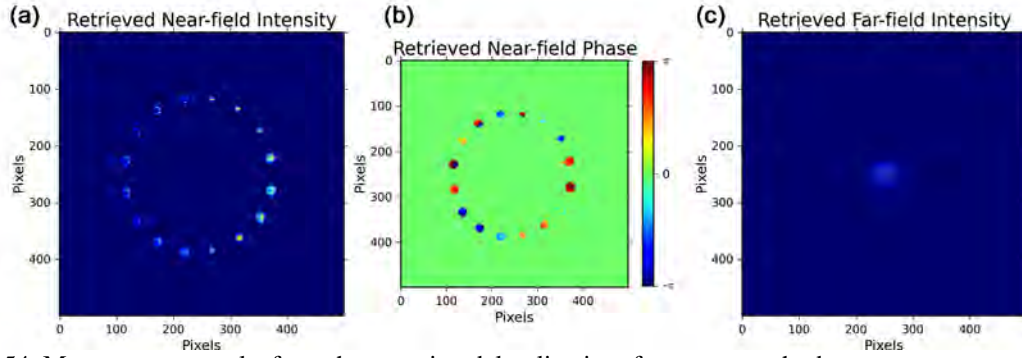 (a) Retrieved Near-field Intensity
(b)
Retrieved Near-field Phase
(c) Retrieved Far-field Intensity
0
100
200
300
400
Pixels
0 100 200 300 400
Pixels
0
100
200
300
400
Pixels
0 100 200 300 400
Pixels
0
0
100
200
300
400
Pixels
0 100 200 300 400
Pixels